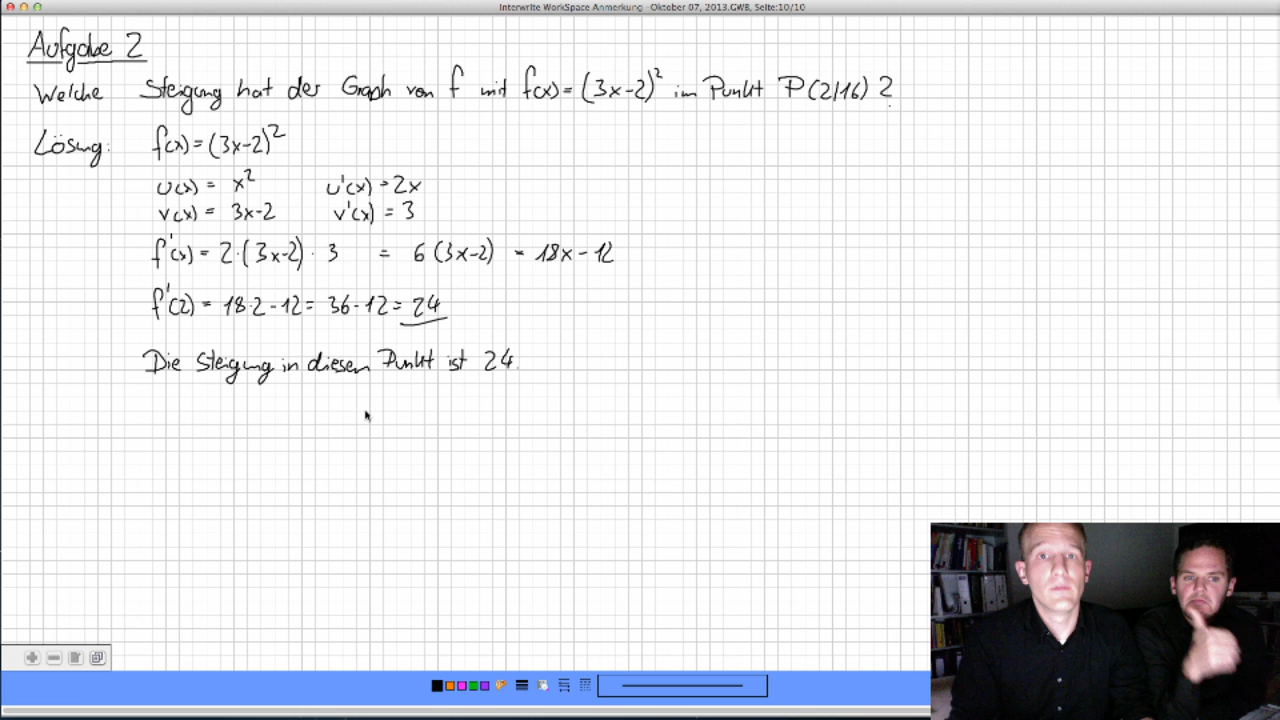 Interwrite WorkSpace Anmerkung - Oktober 07, 2013.GWB, Seite:10/10
Aufgabe 2
Welche Steigung hat der Graph von f mit f(x) = (3x-2)² im Punkt P(2/16) ?
Lösung: f(x) = (3x-2)²
u(x) = x² u'(x) = 2x
v(x) = 3x-2 v'(x) = 3
f'(x) = 2·(3x-2)·3 = 6(3x-2) = 18x-12
f'(2) = 18·2-12 = 36-12 = 24
Die Steigung in diesem Punkt ist 24.